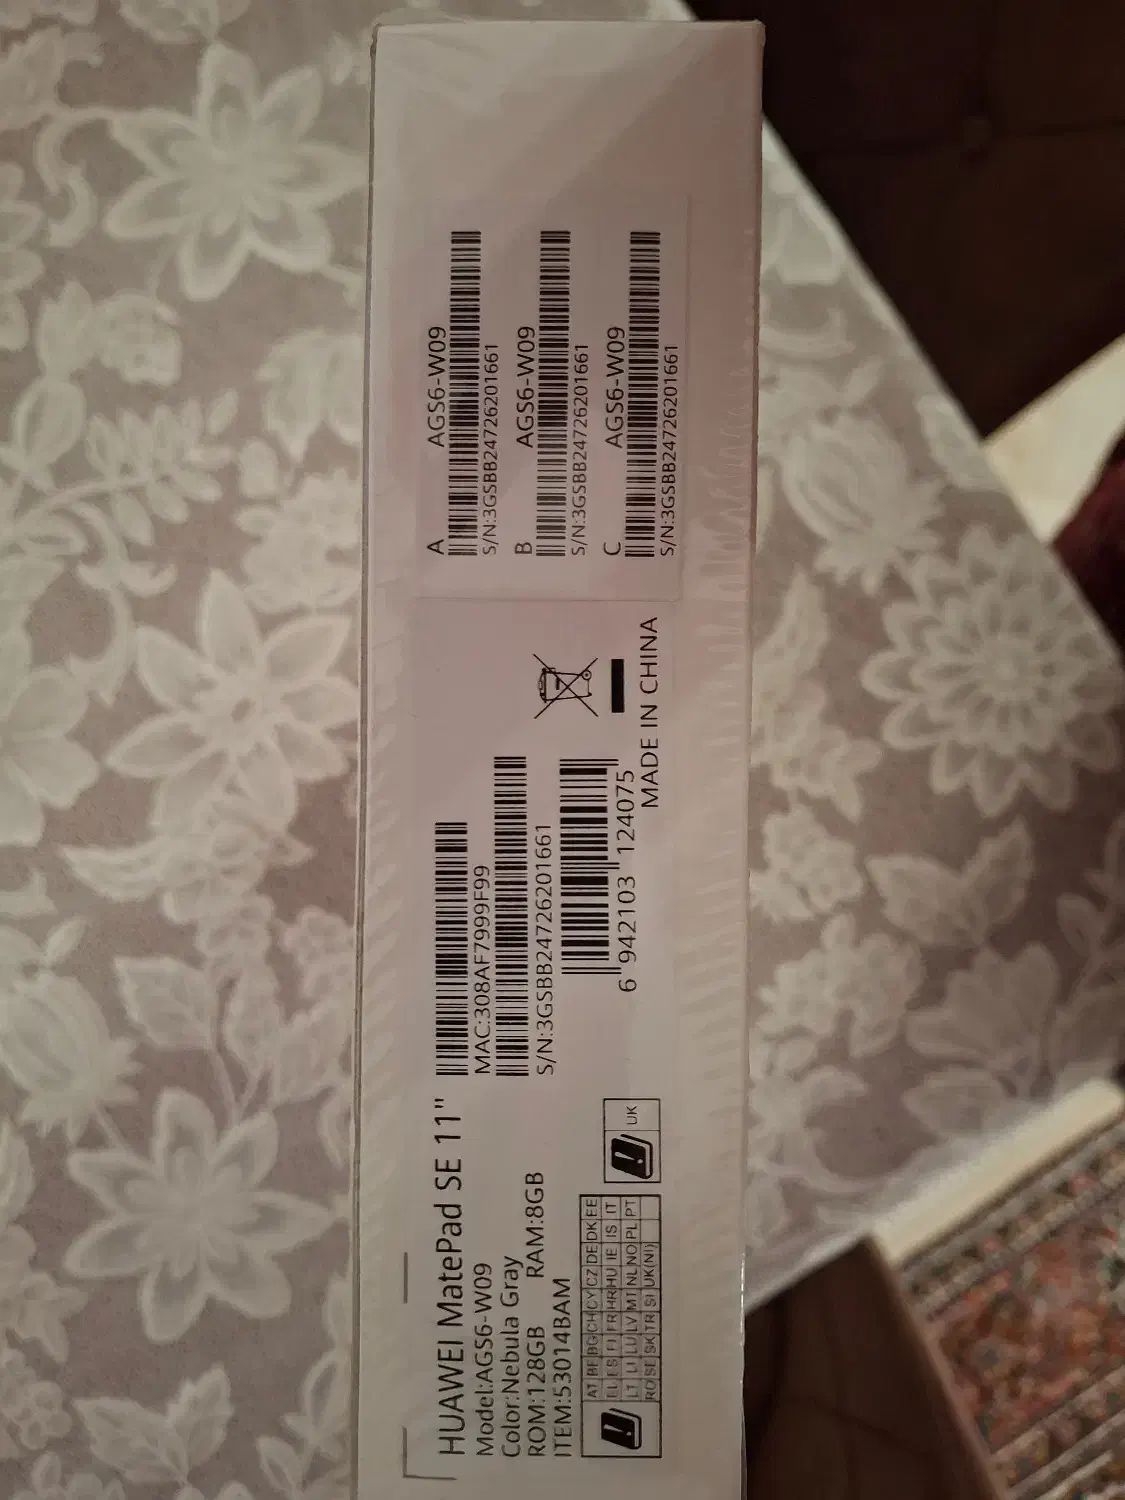 HUAWEI MatePad SE 11"
Model:AGS6-W09
Color:Nebula Gray
ROM:128GB RAM:8GB
ITEM:53014BAM
AT BE BG CH CY CZ DE DK EE
EL ES FI FR HR HU IE IS IT
LT LI LU LV MT NL NO PL PT
RO SE SK TR SI UK(NI)
UK
MAC:308AF7999F99
S/N:3GSBB24726201661
6 942103 124075
MADE IN CHINA
A AGS6-W09
S/N:3GSBB24726201661
B AGS6-W09
S/N:3GSBB24726201661
C AGS6-W09
S/N:3GSBB24726201661